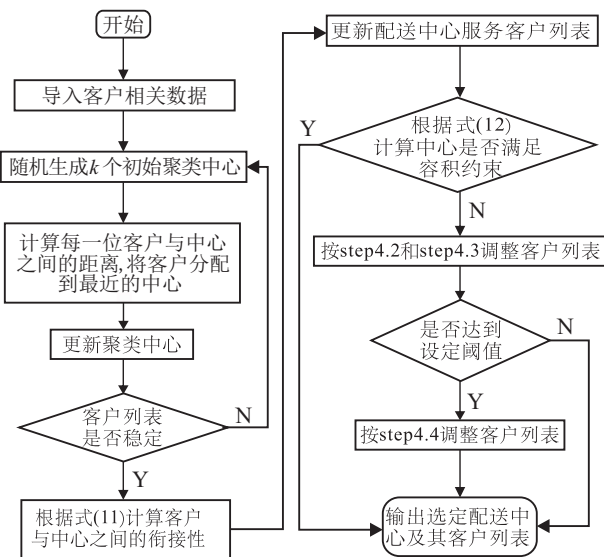 开始
导入客户相关数据
随机生成k个初始聚类中心
计算每一位客户与中心
之间的距离,将客户分配
到最近的中心
更新聚类中心
客户列表
是否稳定
N
Y
根据式(11)计算客户
与中心之间的衔接性
更新配送中心服务客户列表
Y
根据式(12)
计算中心是否满足
容积约束
N
按step4.2和step4.3调整客户列表
是否达到
设定阈值
N
Y
按step4.4调整客户列表
输出选定配送中
心及其客户列表